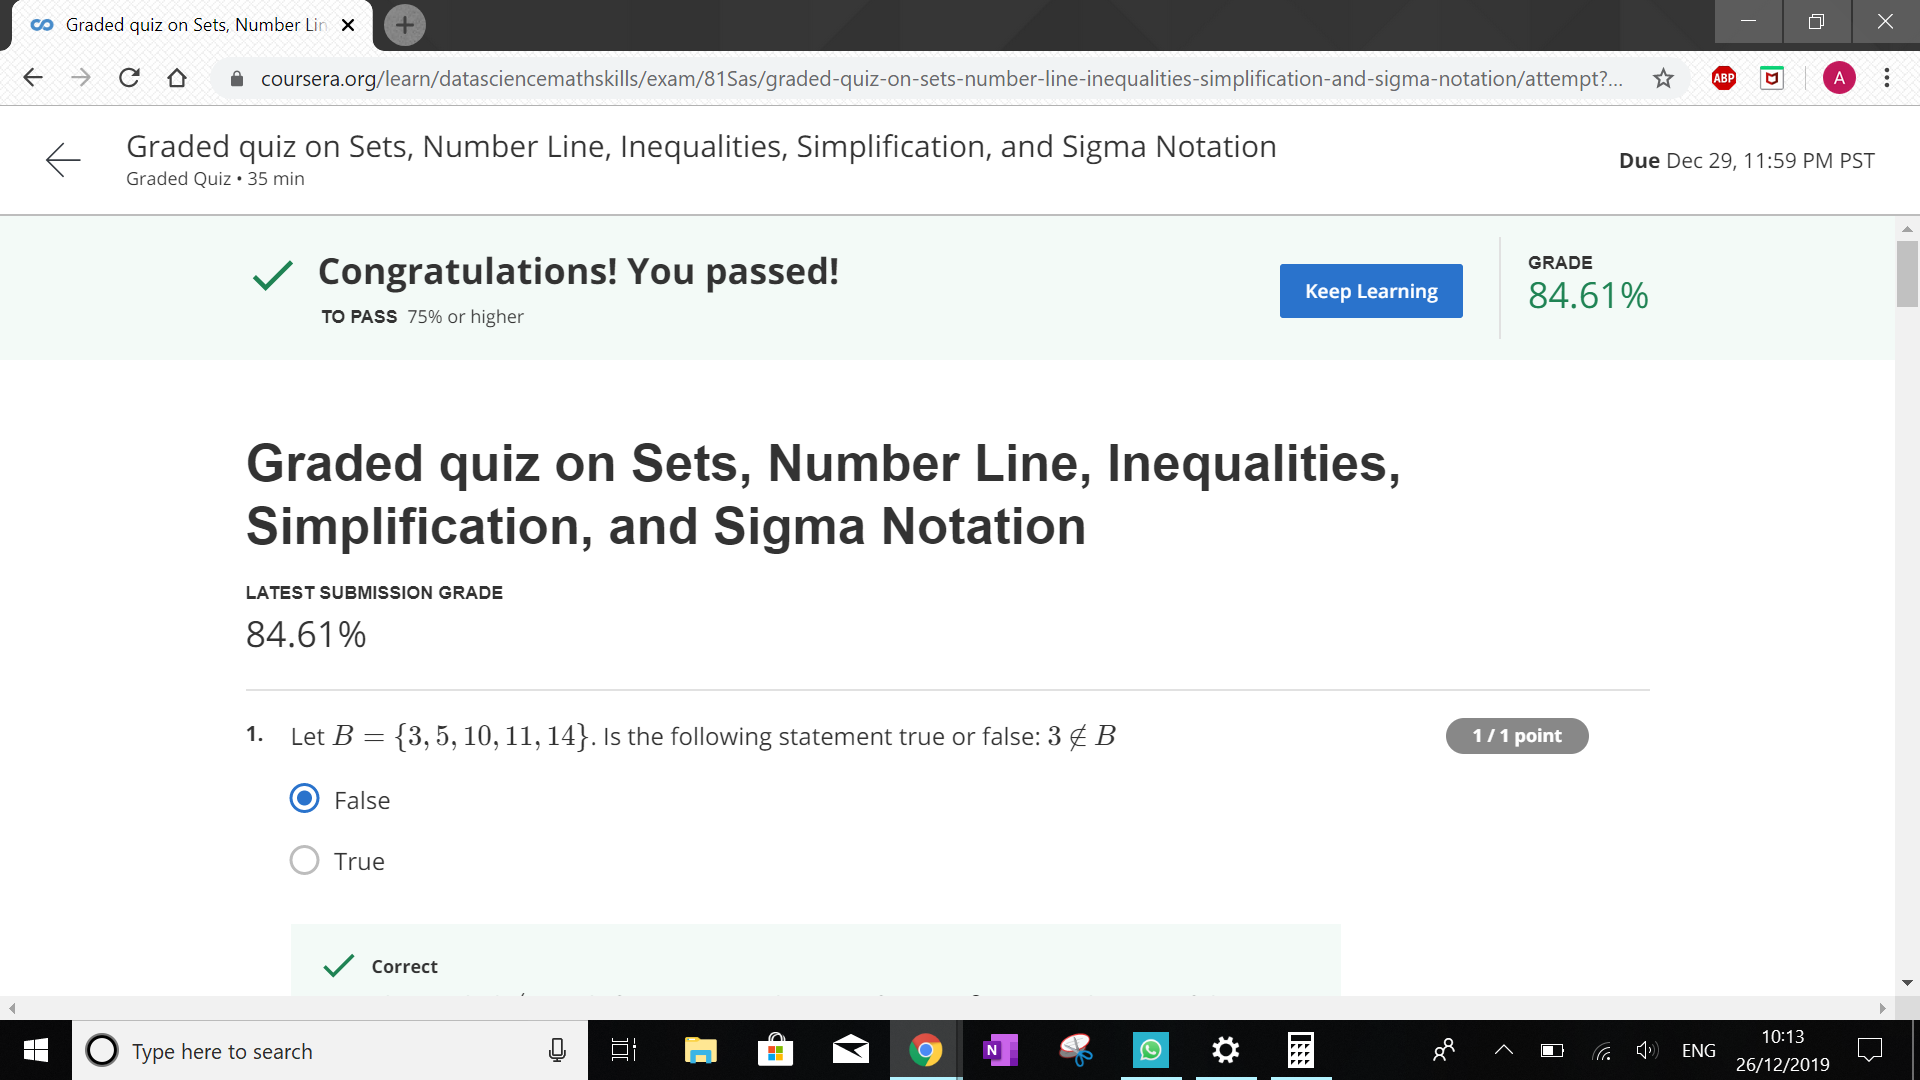 Graded quiz on Sets, Number Lin
coursera.org/learn/datasciencemathskills/exam/81Sas/graded-quiz-on-sets-number-line-inequalities-simplification-and-sigma-notation/attempt?...
ABP
A
Graded quiz on Sets, Number Line, Inequalities, Simplification, and Sigma Notation
Graded Quiz • 35 min
Due Dec 29, 11:59 PM PST
Congratulations! You passed!
TO PASS 75% or higher
Keep Learning
GRADE
84.61%
Graded quiz on Sets, Number Line, Inequalities,
Simplification, and Sigma Notation
LATEST SUBMISSION GRADE
84.61%
1. Let B = {3, 5, 10, 11, 14}. Is the following statement true or false: 3 ∉ B
1 / 1 point
False
True
Correct
Type here to search
N
ENG
10:13
26/12/2019